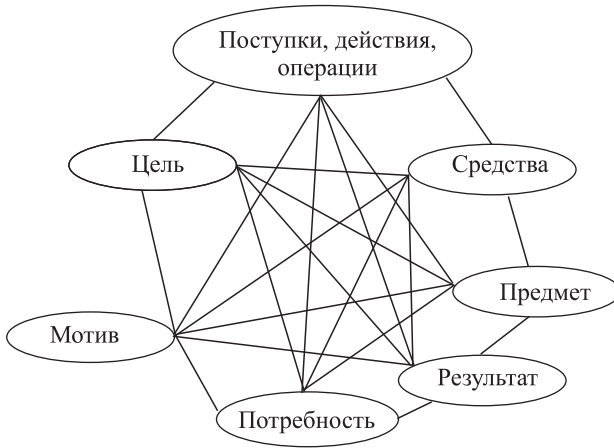 Поступки, действия,
операции
Цель
Средства
Предмет
Мотив
Результат
Потребность